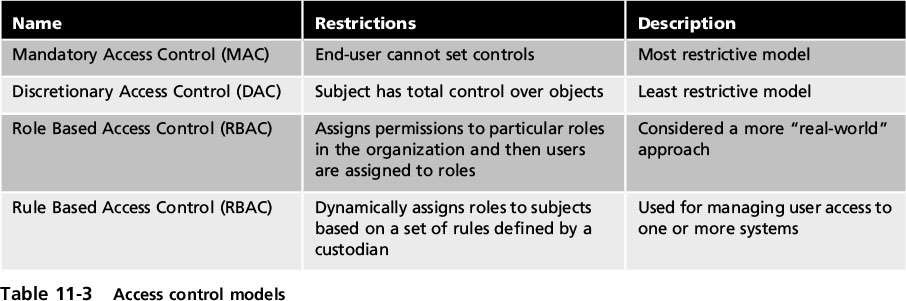 Name Restrictions Description
Mandatory Access Control (MAC) End-user cannot set controls Most restrictive model
Discretionary Access Control (DAC) Subject has total control over objects Least restrictive model
Role Based Access Control (RBAC) Assigns permissions to particular roles Considered a more “real-world”
in the organization and then users approach
are assigned to roles
Rule Based Access Control (RBAC) Dynamically assigns roles to subjects Used for managing user access to
based on a set of rules defined by a one or more systems
custodian
Table 11-3 Access control models